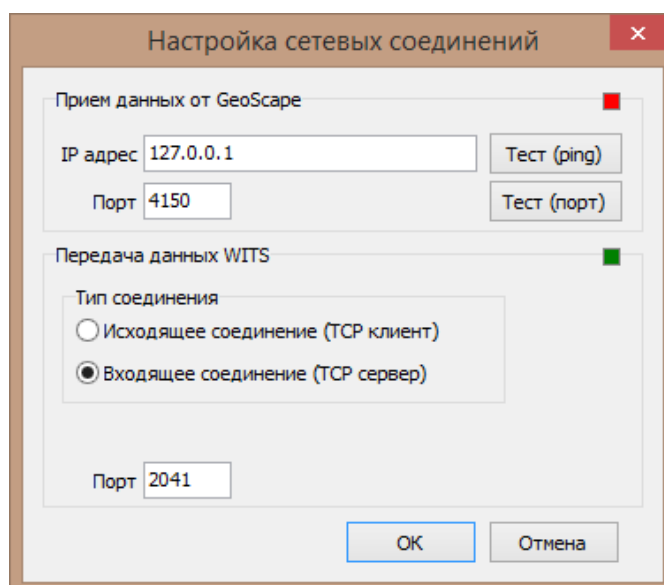 Настройка сетевых соединений
Прием данных от GeoScape
IP адрес 127.0.0.1 Тест (ping)
Порт 4150 Тест (порт)
Передача данных WITS
Тип соединения
Исходящее соединение (TCP клиент)
Входящее соединение (TCP сервер)
Порт 2041
OK Отмена